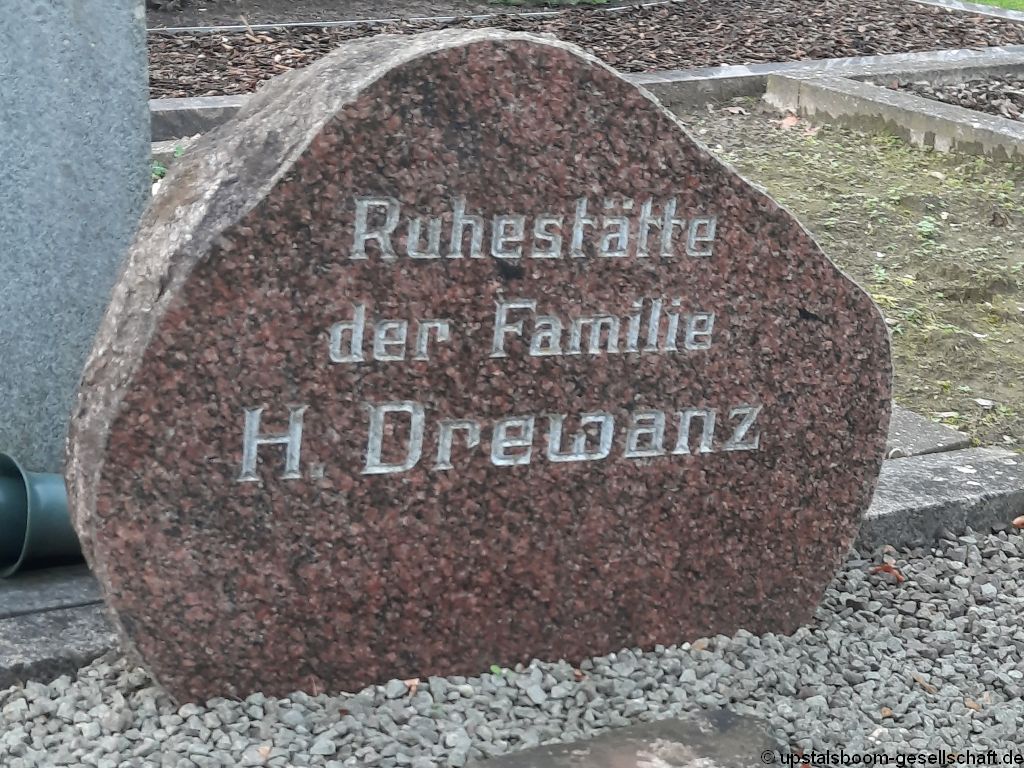 Ruhestätte
der Familie
H. Drewanz
© upstalsboom-gesellschaft.de